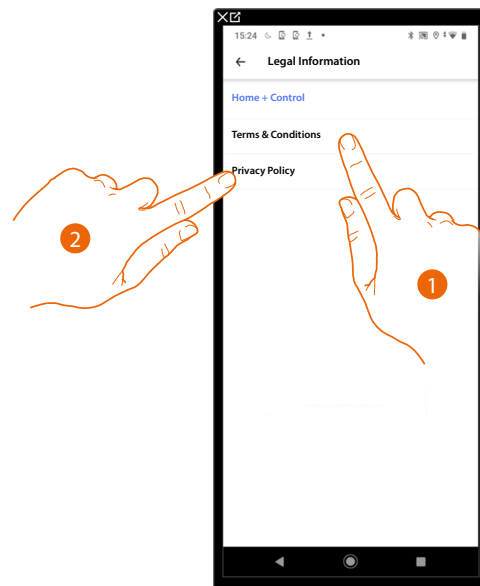 15:24
Legal Information
Home + Control
Terms & Conditions
Privacy Policy
2
1